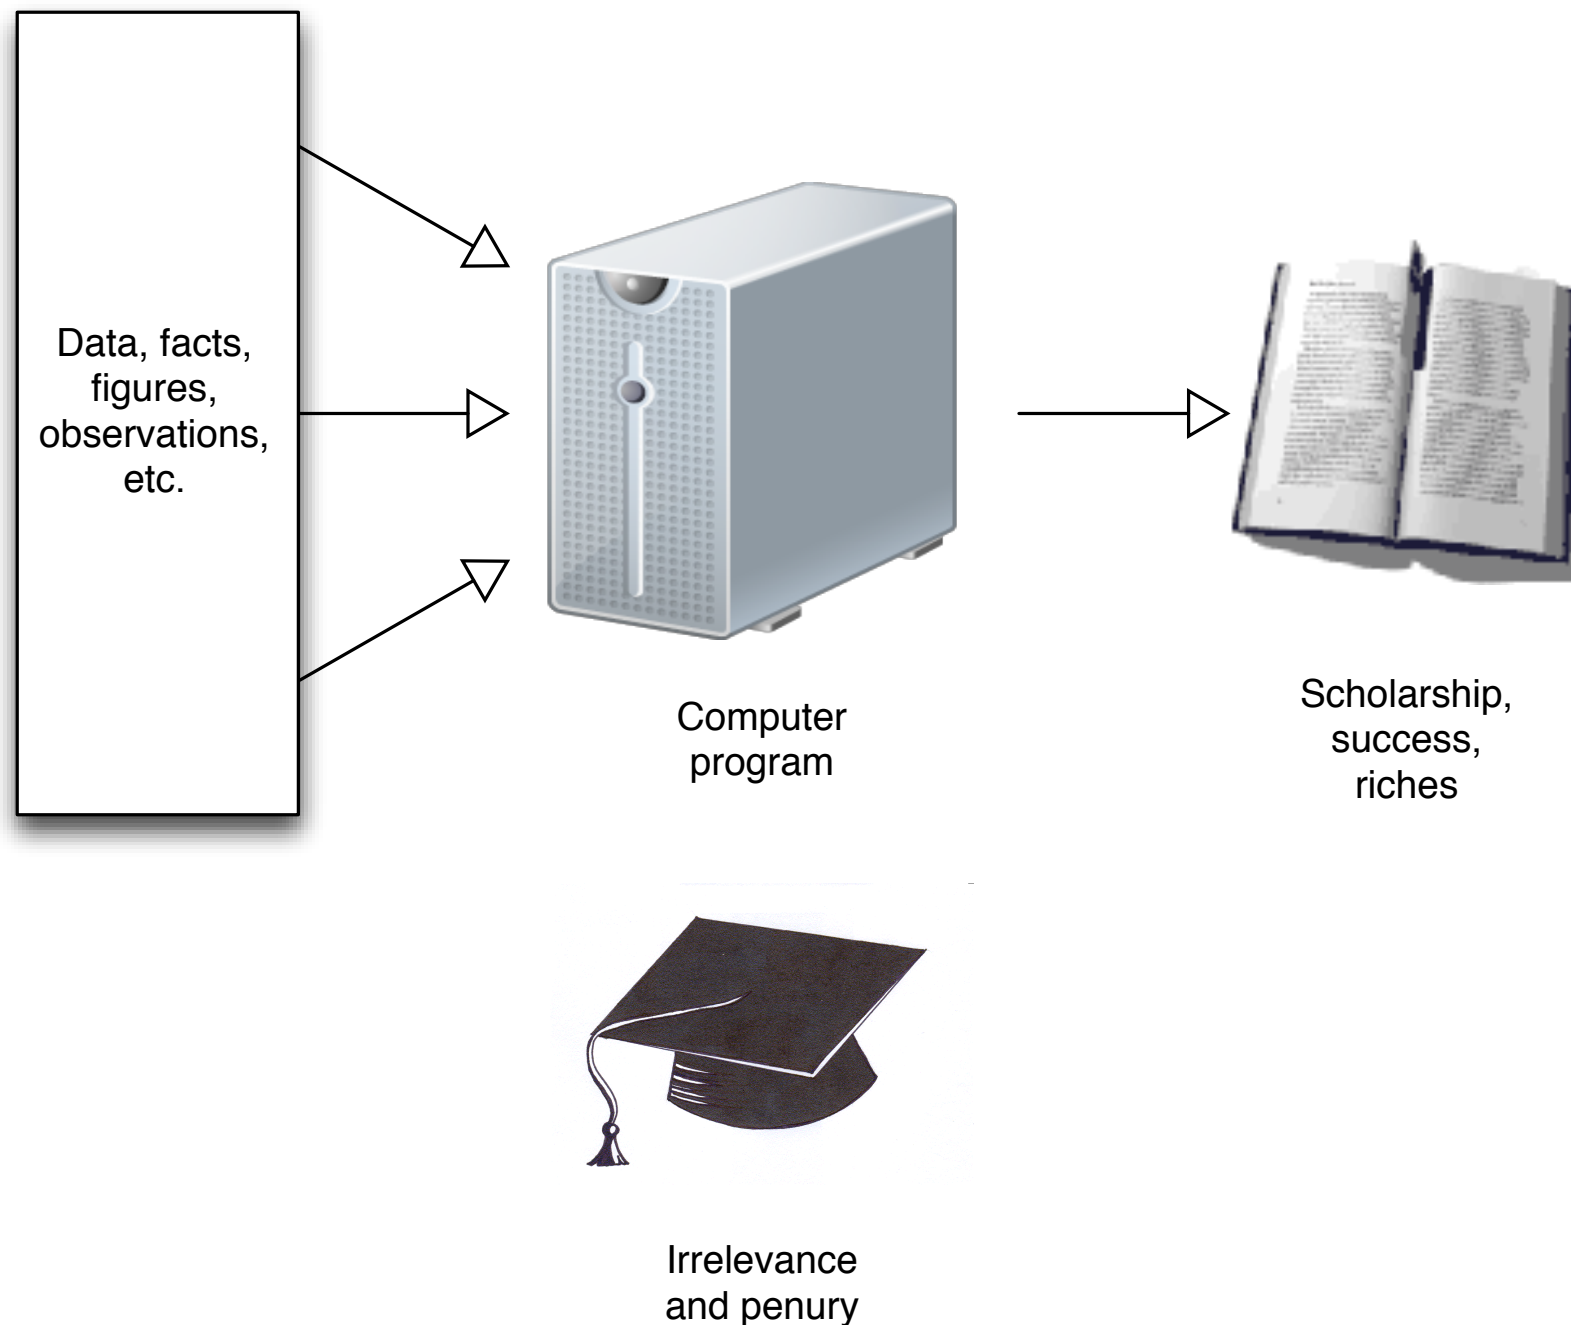 Data, facts,
figures,
observations,
etc.
Computer
program
Scholarship,
success,
riches
Irrelevance
and penury